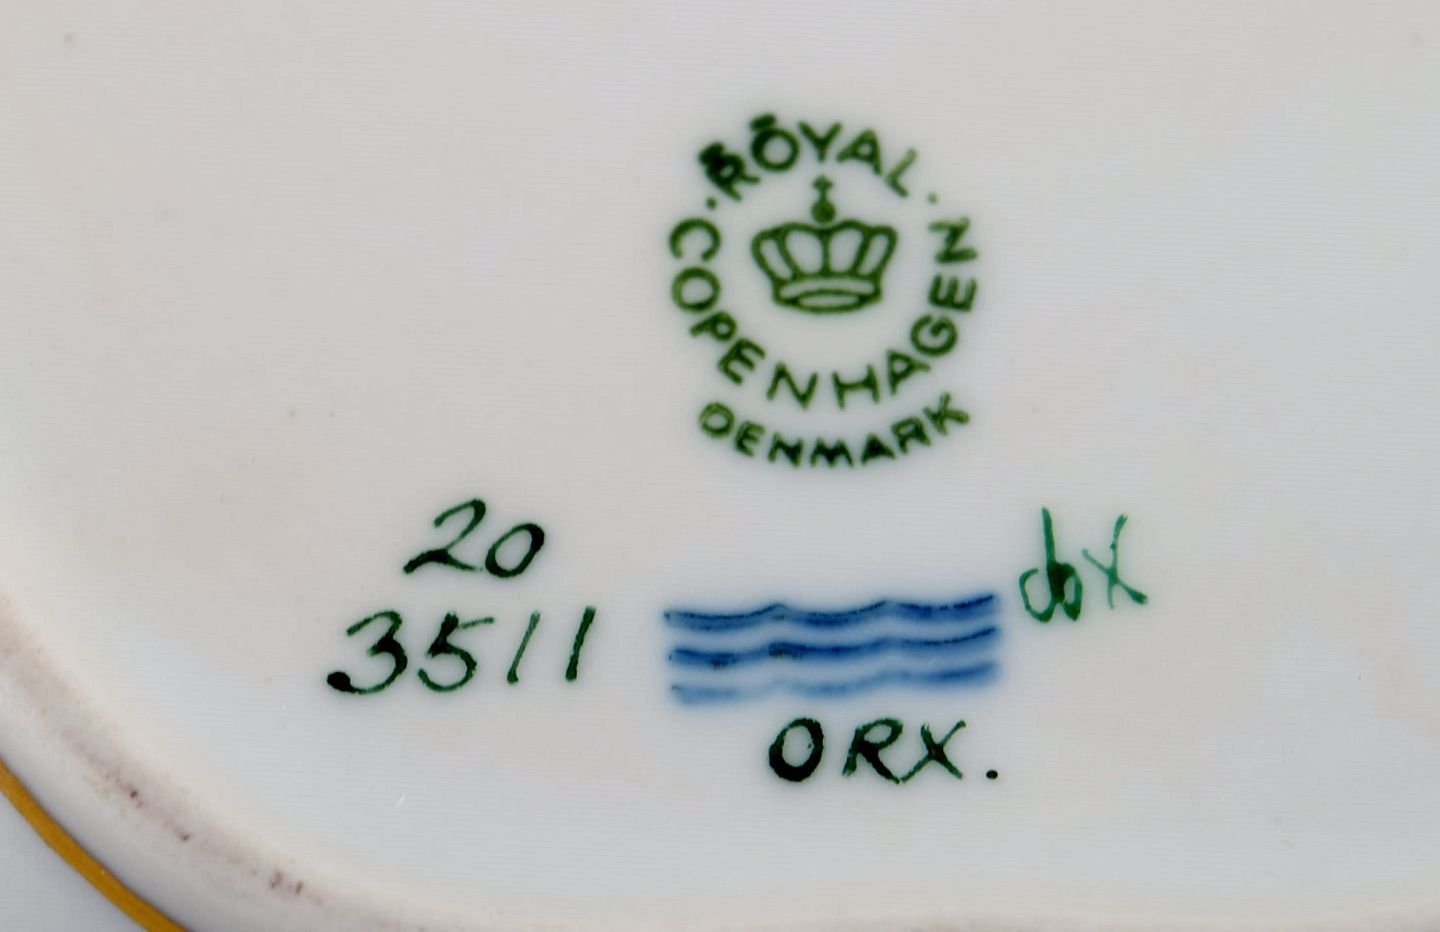 ROYAL
COPENHAGEN
DENMARK
20
3511
ORX.